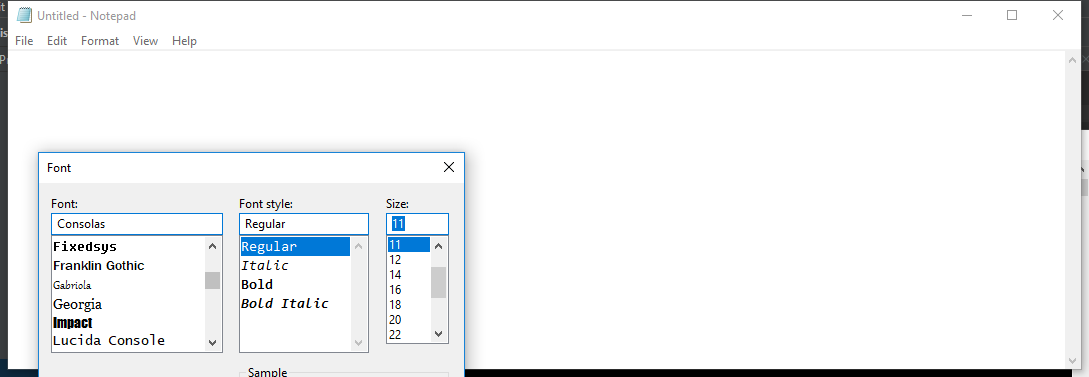 Untitled - Notepad
File Edit Format View Help
Font
Font: Font style: Size:
Consolas Regular 11
Fixedsys Regular 11
Franklin Gothic Italic 12
Gabriola Bold 14
Georgia Bold Italic 16
Impact 18
Lucida Console 20
22
Sample